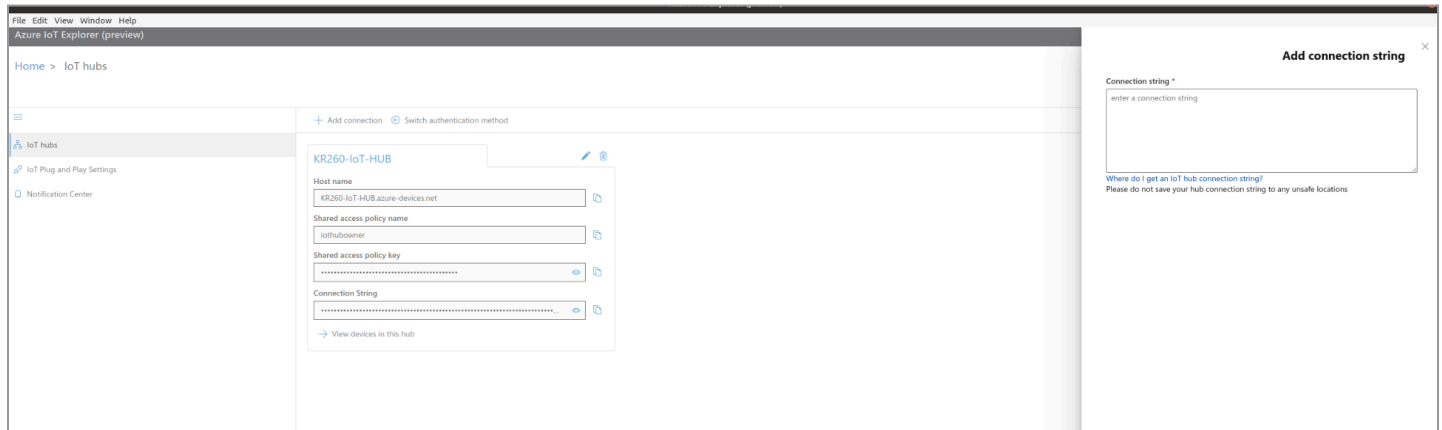 File Edit View Window Help
Azure IoT Explorer (preview)
Home > IoT hubs
+ Add connection Switch authentication method
IoT hubs
IoT Plug and Play Settings
Notification Center
KR260-IoT-HUB
Host name
KR260-IoT-HUB.azure-devices.net
Shared access policy name
iothubowner
Shared access policy key
Connection String
View devices in this hub
Add connection string
Connection string *
enter a connection string
Where do I get an IoT hub connection string?
Please do not save your hub connection string to any unsafe locations